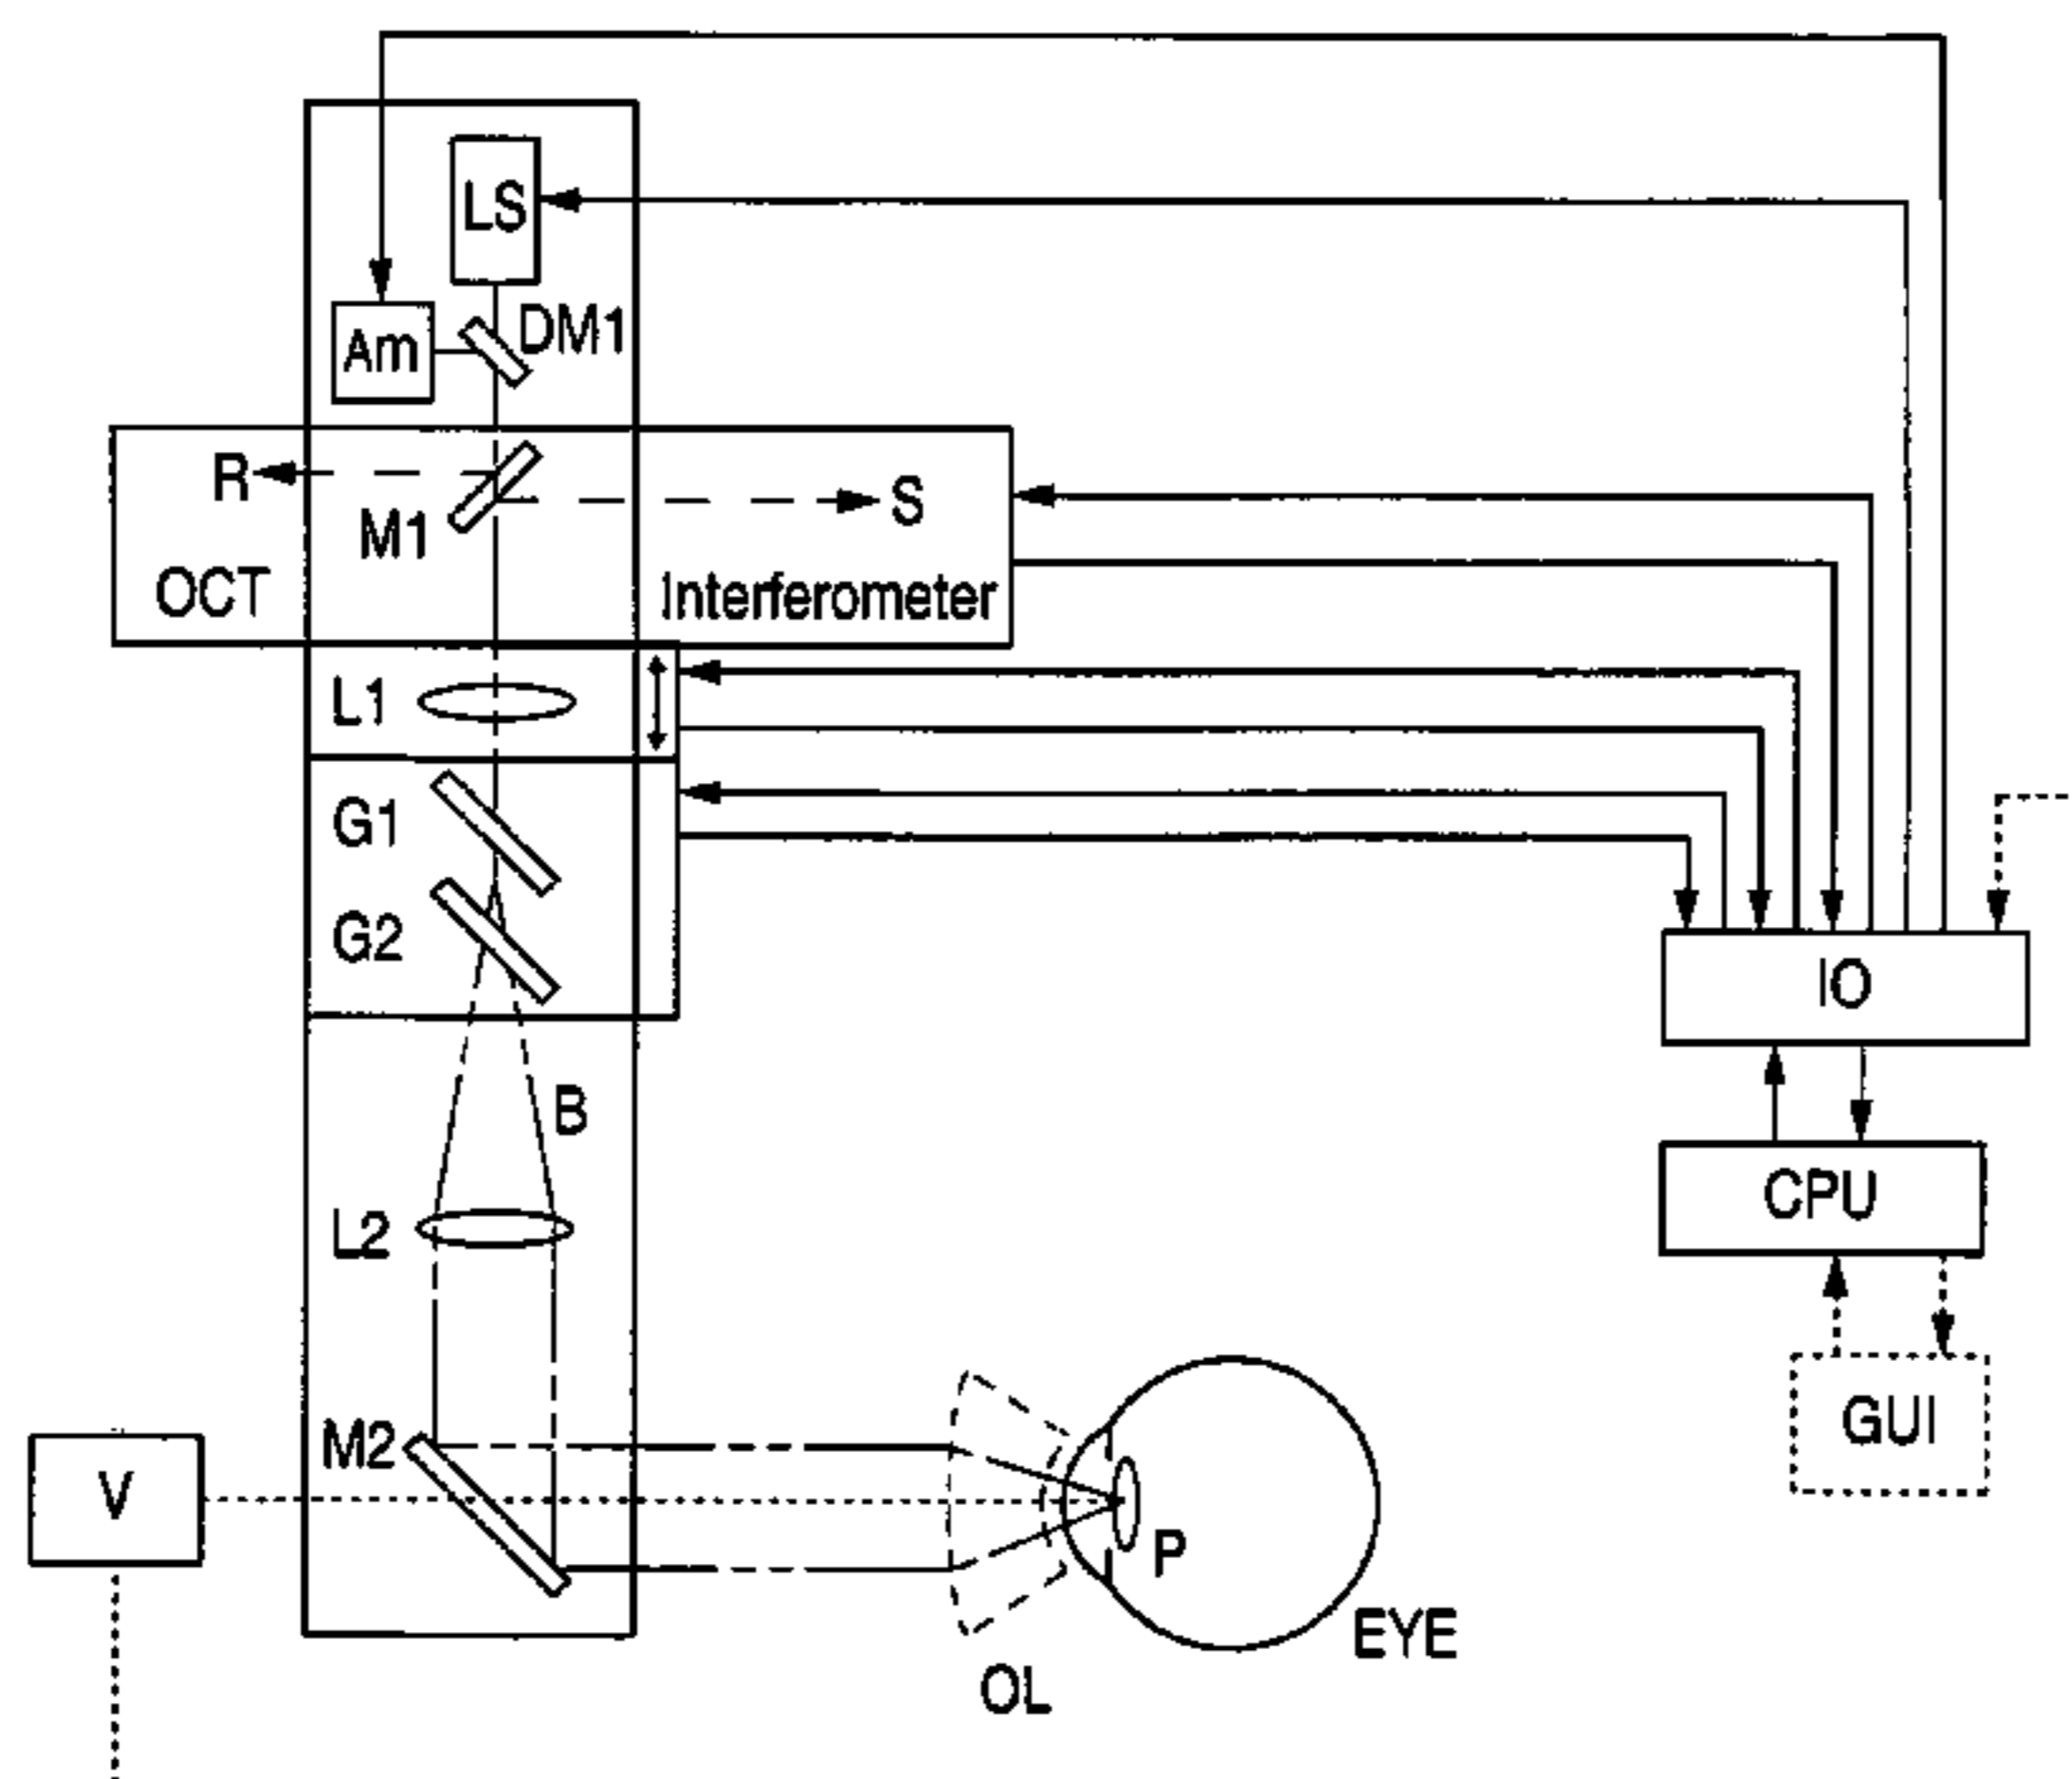 LS
DM1
Am
R
S
M1
OCT
Interferometer
L1
G1
G2
IO
B
CPU
L2
GUI
M2
V
P
EYE
OL